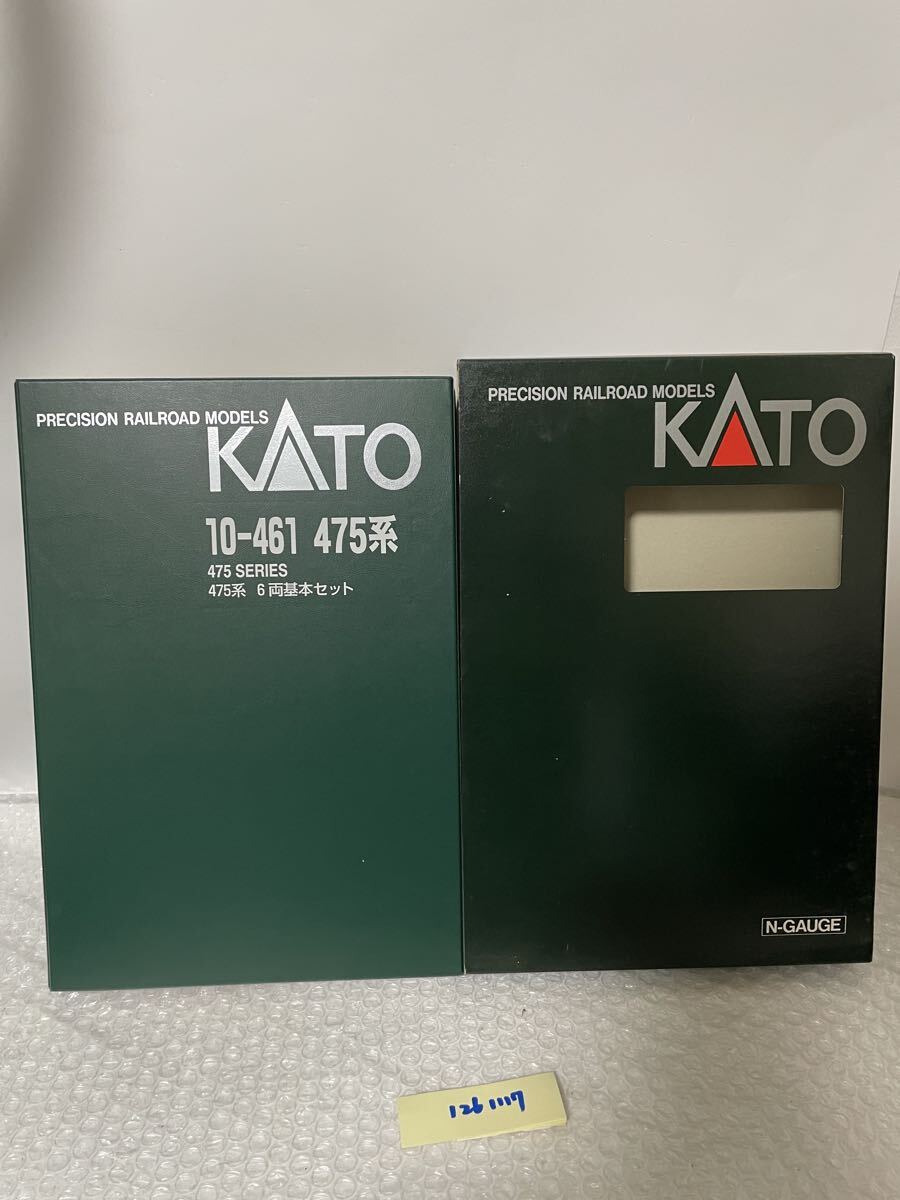 PRECISION RAILROAD MODELS
KATO
10-461 475系
475 SERIES
475系 6両基本セット
PRECISION RAILROAD MODELS
KATO
N-GAUGE